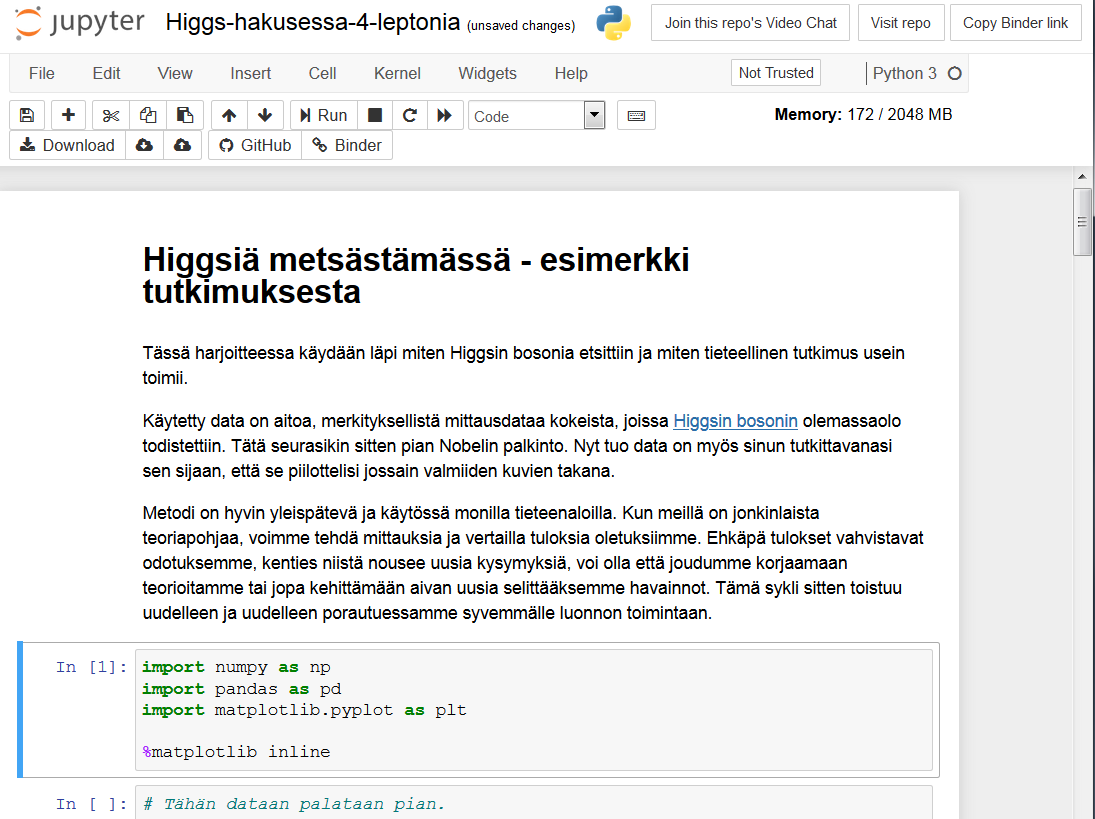 jupyter Higgs-hakusessa-4-leptonia (unsaved changes) Join this repo's Video Chat Visit repo Copy Binder link
File Edit View Insert Cell Kernel Widgets Help Not Trusted Python 3
Run Code Memory: 172 / 2048 MB
Download GitHub Binder
Higgsiä metsästämässä - esimerkki
tutkimuksesta
Tässä harjoitteessa käydään läpi miten Higgsin bosonia etsittiin ja miten tieteellinen tutkimus usein
toimii.
Käytetty data on aitoa, merkityksellistä mittausdataa kokeista, joissa Higgsin bosonin olemassaolo
todistettiin. Tätä seurasikin sitten pian Nobelin palkinto. Nyt tuo data on myös sinun tutkittavanasi
sen sijaan, että se piilottelisi jossain valmiiden kuvien takana.
Metodi on hyvin yleispätevä ja käytössä monilla tieteenaloilla. Kun meillä on jonkinlaista
teoriapohjaa, voimme tehdä mittauksia ja vertailla tuloksia oletuksiimme. Ehkäpä tulokset vahvistavat
odotuksemme, kenties niistä nousee uusia kysymyksiä, voi olla että joudumme korjaamaan
teorioitamme tai jopa kehittämään aivan uusia selittääksemme havainnot. Tämä sykli sitten toistuu
uudelleen ja uudelleen porautuessamme syvemmälle luonnon toimintaan.
In [1]: import numpy as np
import pandas as pd
import matplotlib.pyplot as plt
%matplotlib inline
In [ ]: # Tähän dataan palataan pian.